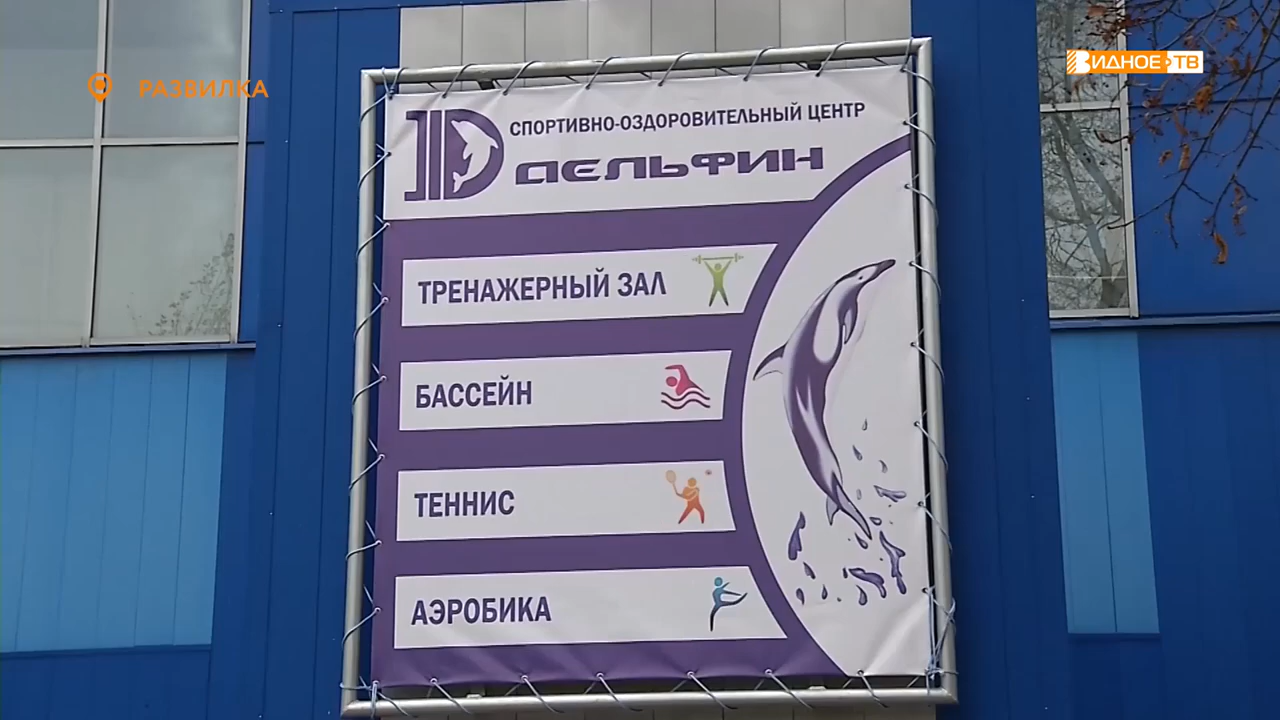 РАЗВИЛКА
ВИДНОЕ-ТВ
СПОРТИВНО-ОЗДОРОВИТЕЛЬНЫЙ ЦЕНТР
ДЕЛЬФИН
ТРЕНАЖЕРНЫЙ ЗАЛ
БАССЕЙН
ТЕННИС
АЭРОБИКА